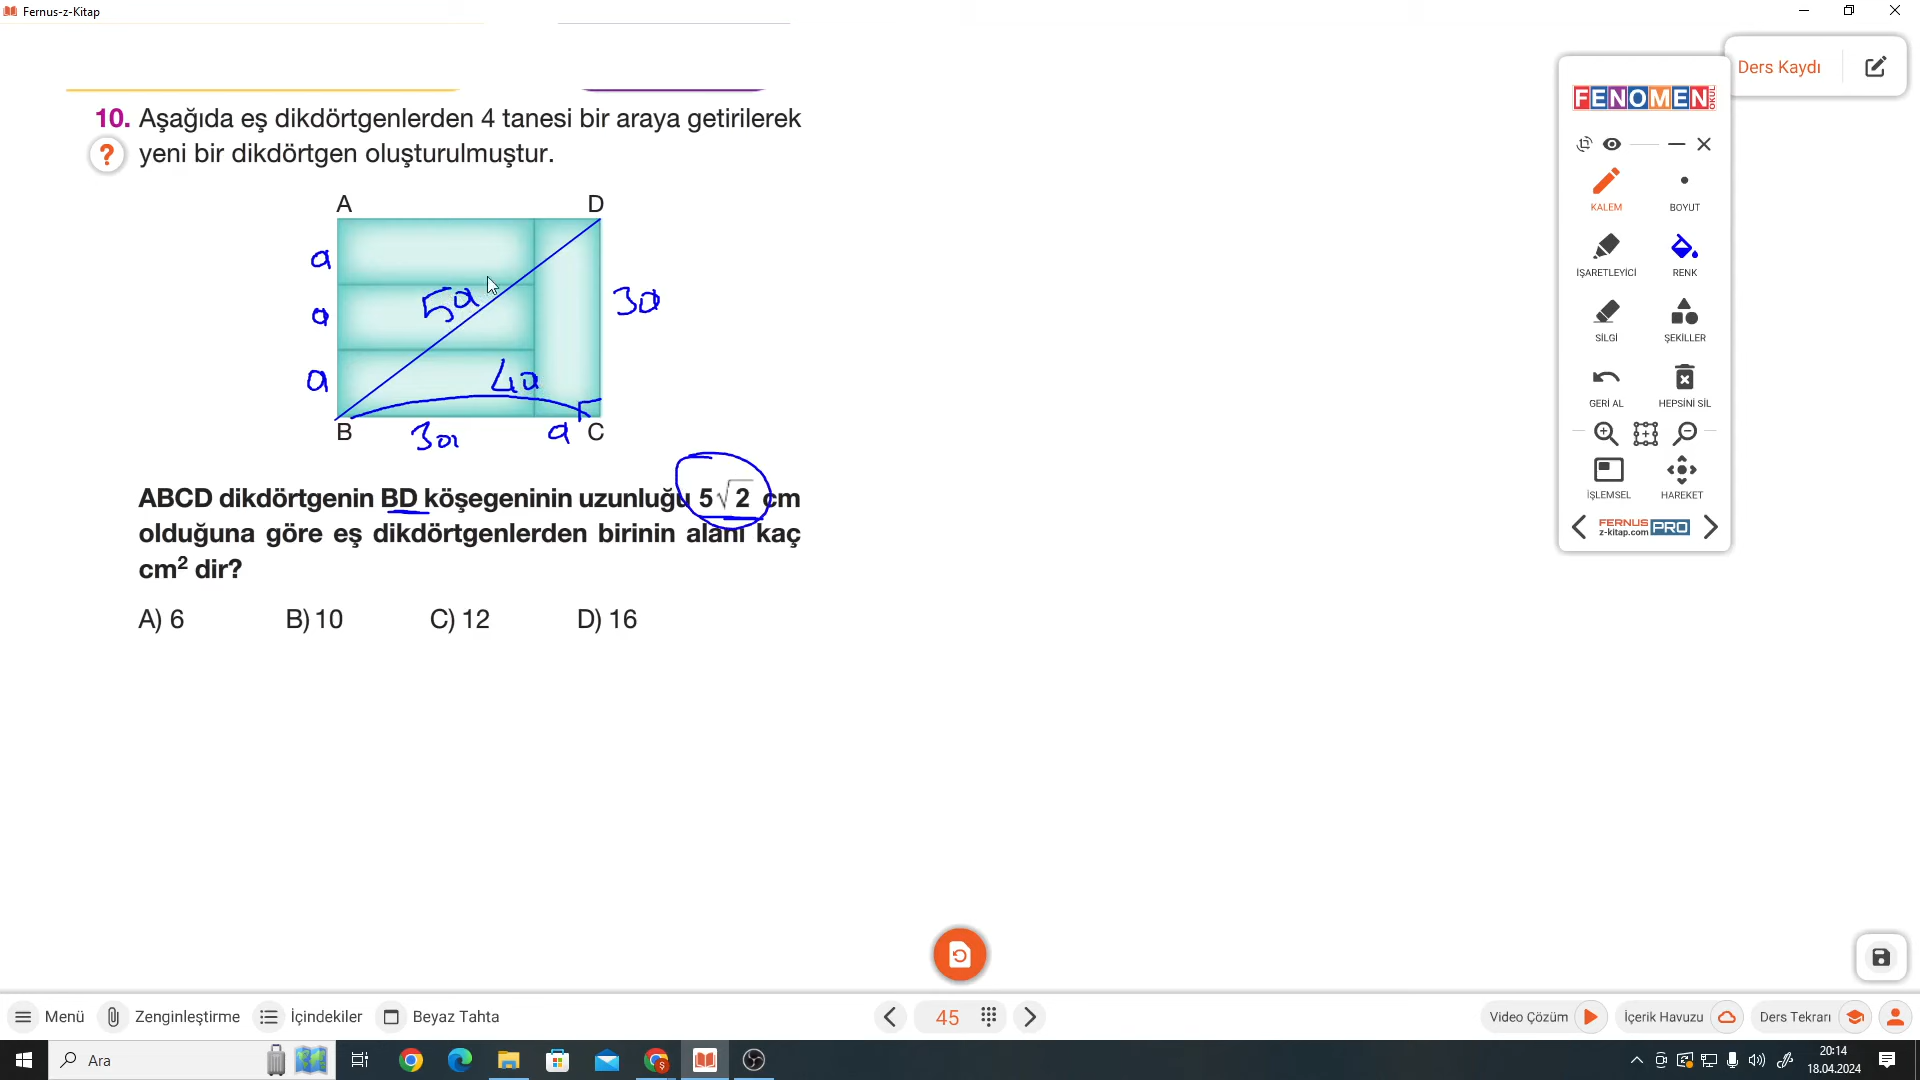 Fernus-z-Kitap
Ders Kaydı
FENOMEN
OKUL
KALEM
BOYUT
İŞARETLEYİCİ
RENK
SİLGİ
ŞEKİLLER
GERİ AL
HEPSİNİ SİL
İŞLEMSEL
HAREKET
FERNUS
z-kitap.com
PRO
10. Aşağıda eş dikdörtgenlerden 4 tanesi bir araya getirilerek
? yeni bir dikdörtgen oluşturulmuştur.
A
D
a
5a
3a
a
a
4a
B
3a
a
C
ABCD dikdörtgenin BD köşegeninin uzunluğu 5√2 cm
olduğuna göre eş dikdörtgenlerden birinin alanı kaç
cm² dir?
A) 6 B) 10 C) 12 D) 16
Menü Zenginleştirme İçindekiler Beyaz Tahta 45 Video Çözüm İçerik Havuzu Ders Tekrarı
Ara
20:14
18.04.2024